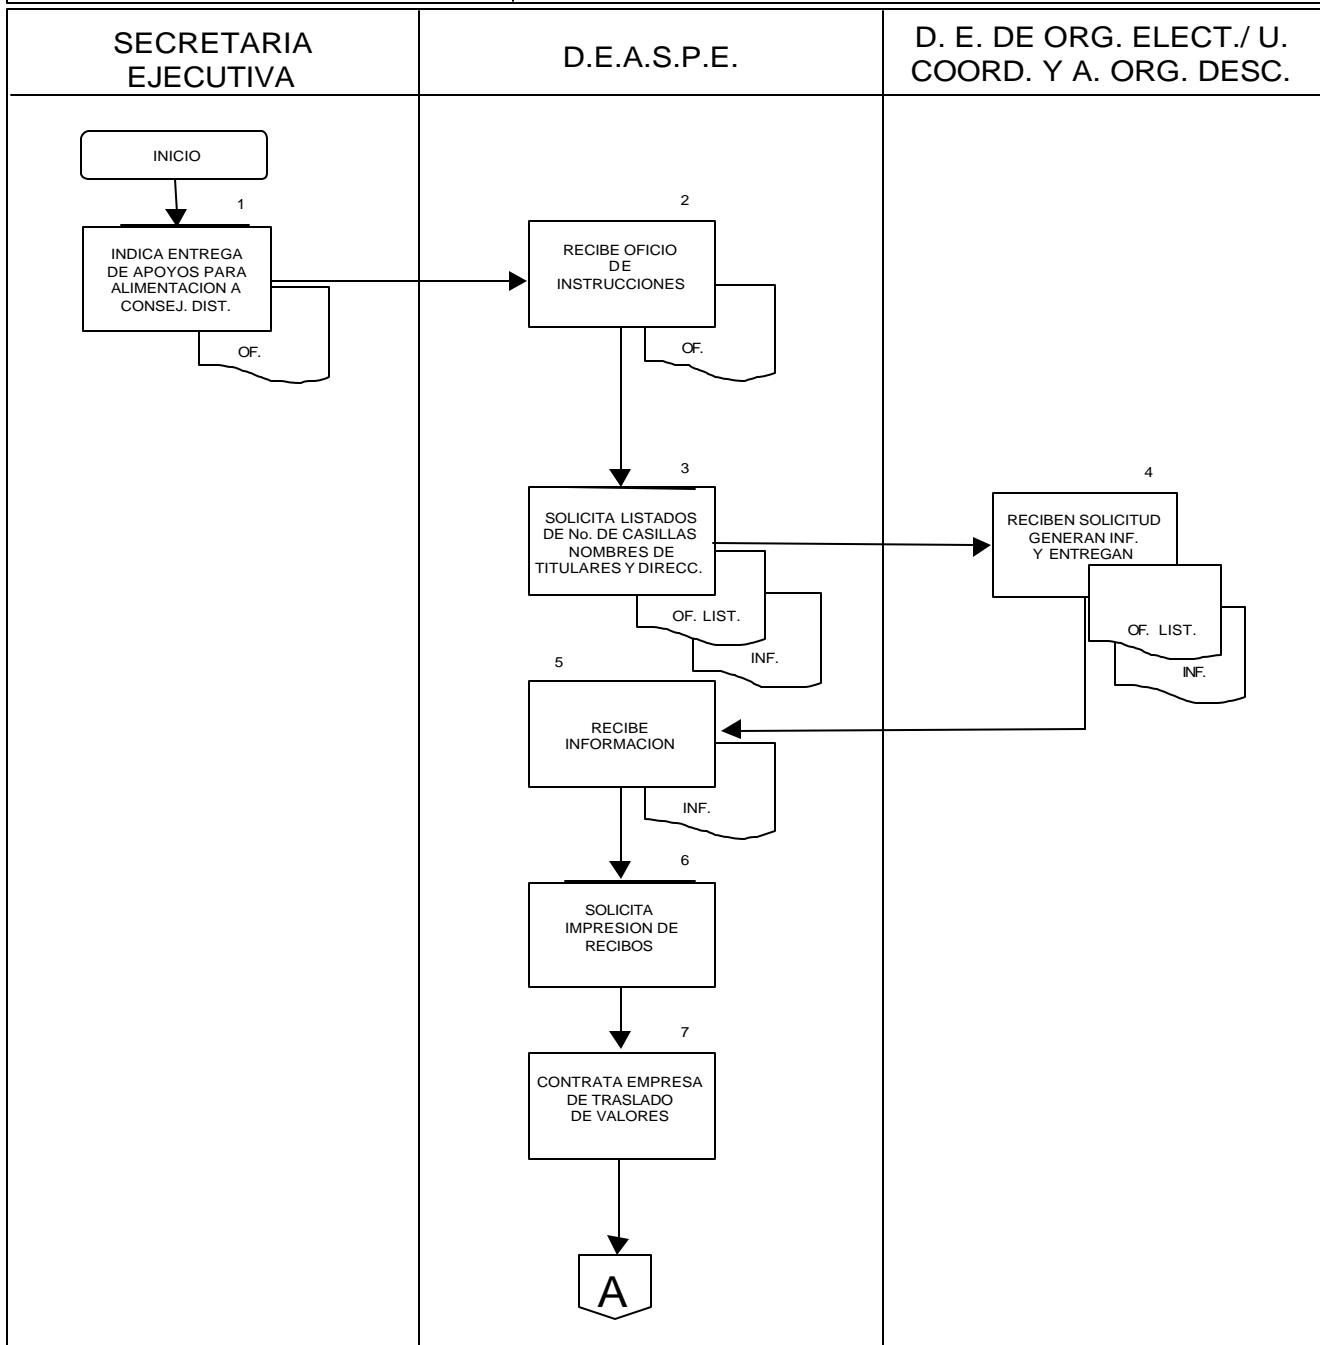 SECRETARIA
EJECUTIVA
D.E.A.S.P.E.
D. E. DE ORG. ELECT./ U.
COORD. Y A. ORG. DESC.
INICIO
1
INDICA ENTREGA
DE APOYOS PARA
ALIMENTACION A
CONSEJ. DIST.
OF.
2
RECIBE OFICIO
DE
INSTRUCCIONES
OF.
3
SOLICITA LISTADOS
DE No. DE CASILLAS
NOMBRES DE
TITULARES Y DIRECC.
OF. LIST.
INF.
4
RECIBEN SOLICITUD
GENERAN INF.
Y ENTREGAN
OF. LIST.
INF.
5
RECIBE
INFORMACION
INF.
6
SOLICITA
IMPRESION DE
RECIBOS
7
CONTRATA EMPRESA
DE TRASLADO
DE VALORES
A